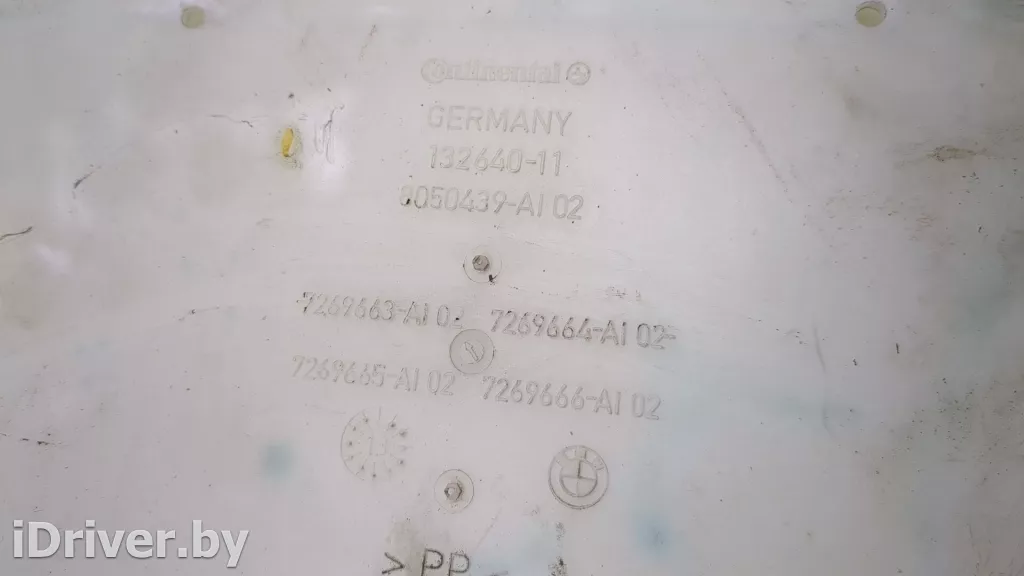 Continental
GERMANY
132640-11
8050439-AI 02
7269663-AI 02 7269664-AI 02
7269665-AI 02 7269666-AI 02
> PP
iDriver.by